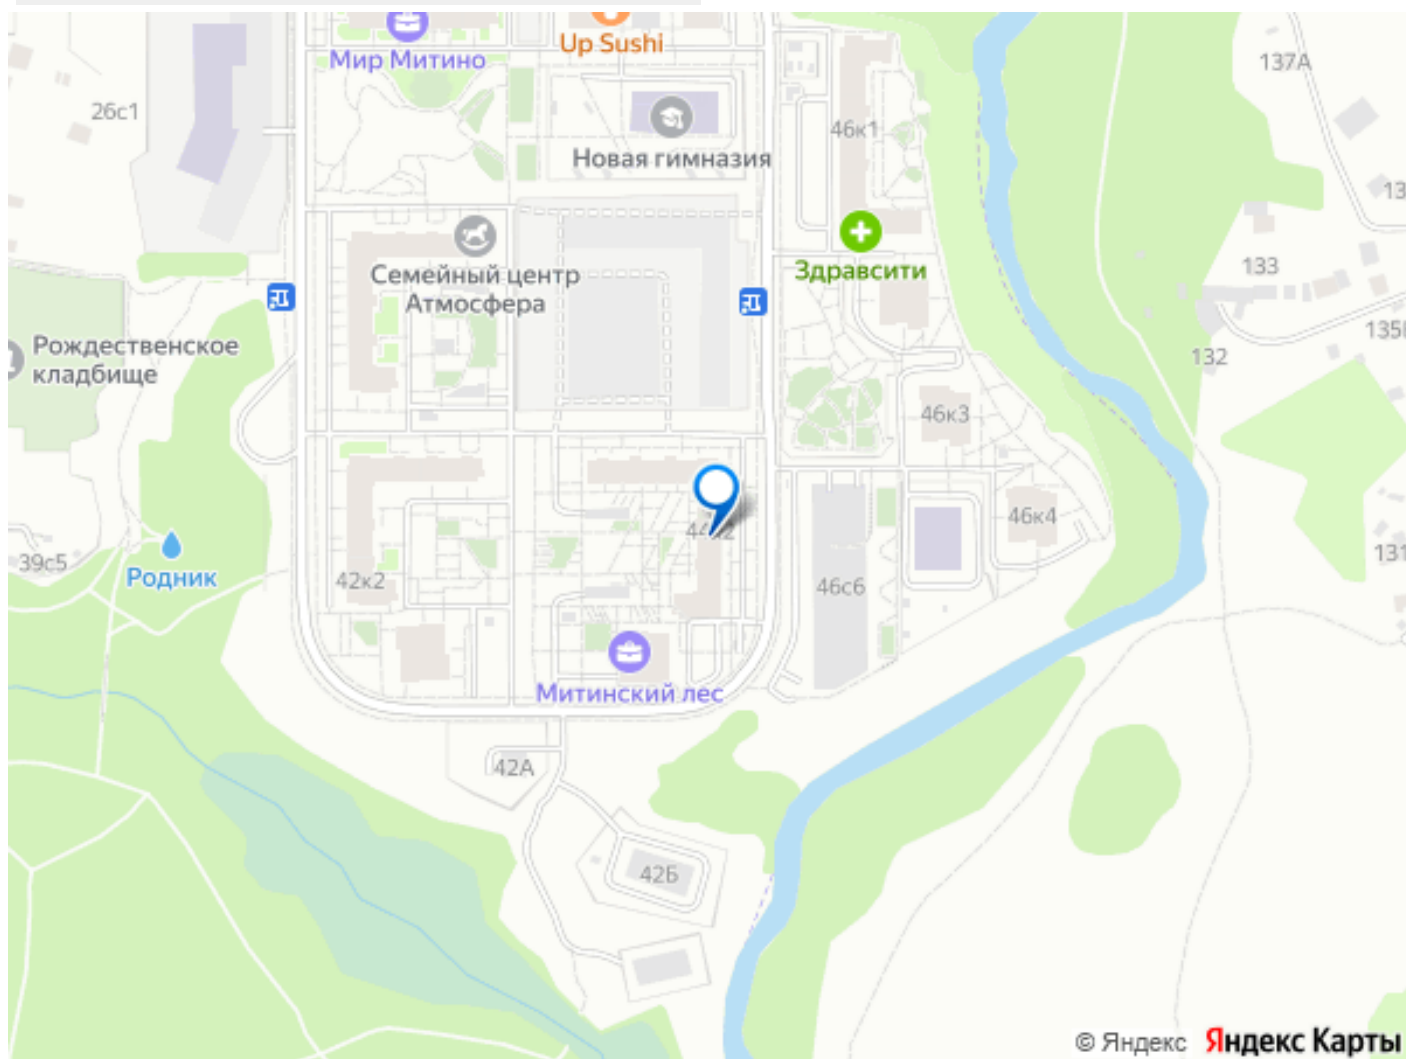 Up Sushi
Мир Митино
137А
26с1
46к1
Новая гимназия
Здравсити
Семейный центр
Атмосфера
133
Рождественское
кладбище
132
46к3
46к4
39с5
Родник
42к2
46с6
Митинский лес
42А
42Б
© Яндекс Яндекс Карты